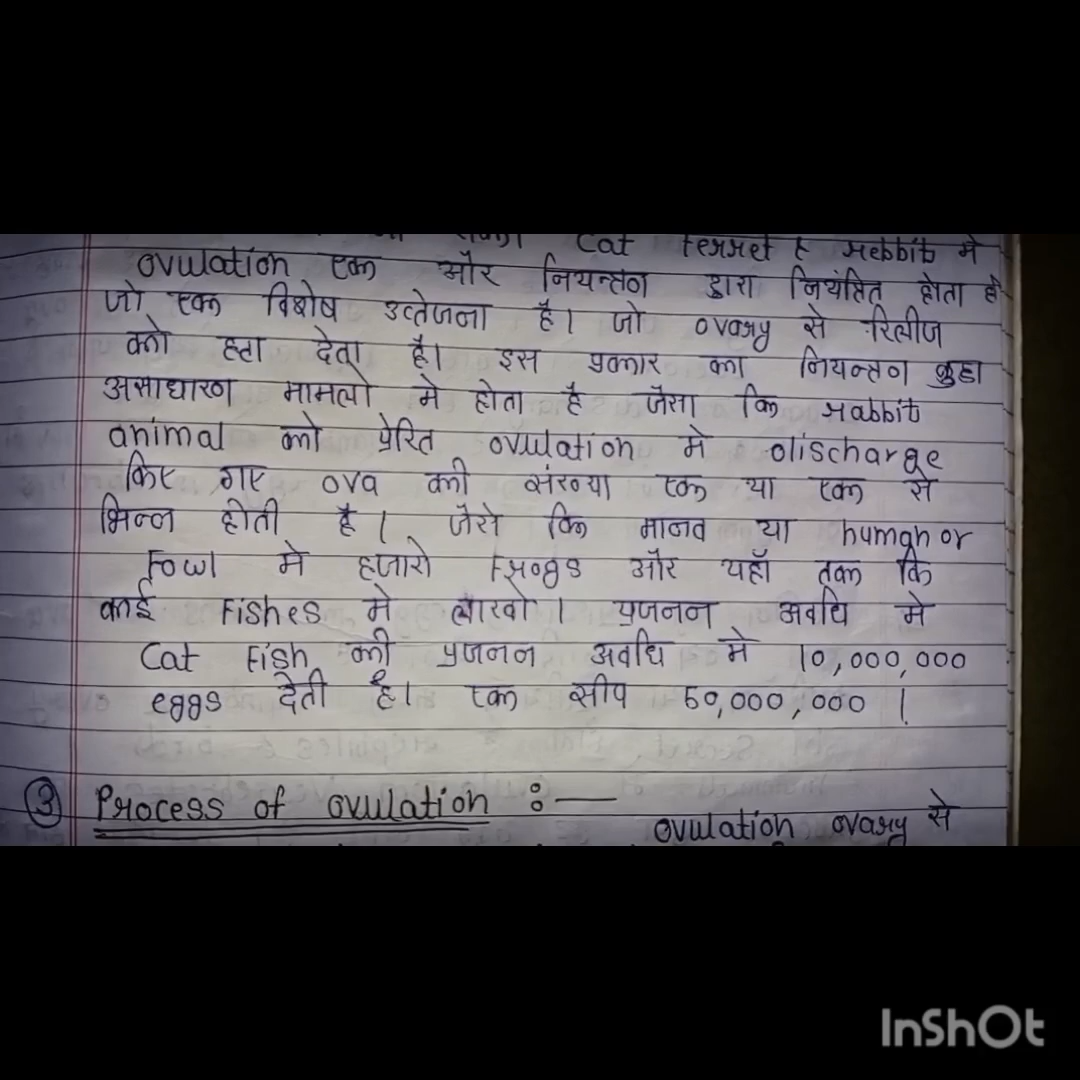 Cat ferret & rebbit मे
ovulation एक और नियन्त्रण द्वारा नियंत्रित होता है
जो एक विशेष उत्तेजना है। जो ovary से रिलीज
को हटा देता है। इस प्रकार का नियन्त्रण कुछ
असाधारण मामलो मे होता है जैसा कि rabbit
animal को प्रेरित ovulation मे discharge
किए गए ova की संख्या एक या एक से
भिन्न होती है। जैसे कि मानव या human or
Fowl मे हजारो Frogs और यहाँ तक कि
कई Fishes मे लाखो। प्रजनन अवधि मे
Cat Fish की प्रजनन अवधि मे 10,000,000
eggs देती है। एक सीप 50,000,000 |
③ Process of ovulation :—
ovulation ovary से
InShOt